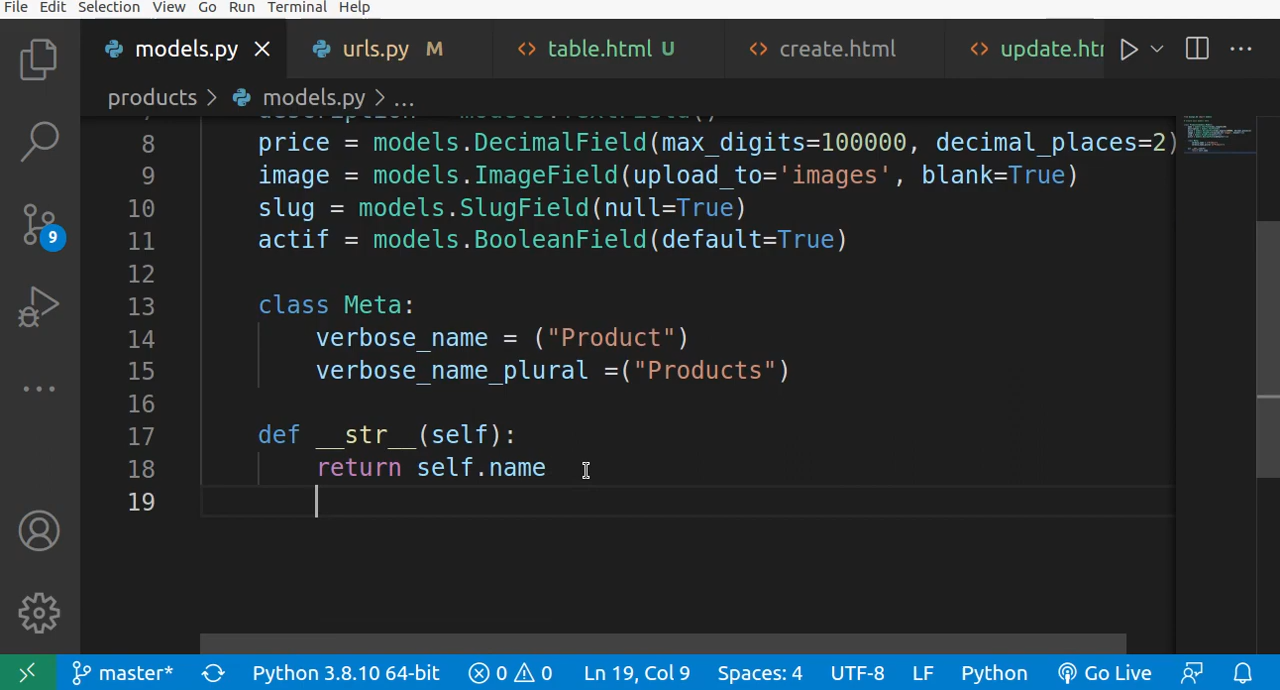 File Edit Selection View Go Run Terminal Help
models.py urls.py M table.html U create.html update.htm
products > models.py > ...
8 price = models.DecimalField(max_digits=100000, decimal_places=2)
9 image = models.ImageField(upload_to='images', blank=True)
10 slug = models.SlugField(null=True)
11 actif = models.BooleanField(default=True)
12
13 class Meta:
14 verbose_name = ("Product")
15 verbose_name_plural =("Products")
16
17 def __str__(self):
18 return self.name
19
9
master* Python 3.8.10 64-bit 0 0 Ln 19, Col 9 Spaces: 4 UTF-8 LF Python Go Live